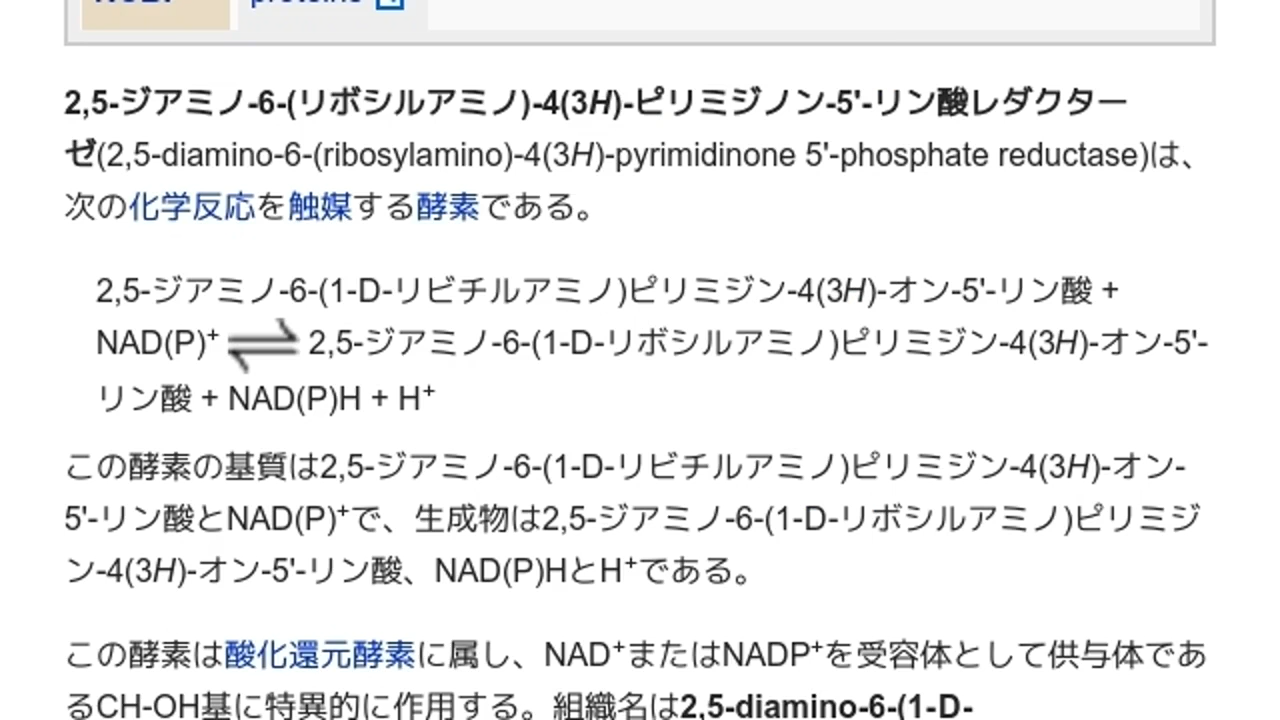 proteins
2,5-ジアミノ-6-(リボシルアミノ)-4(3H)-ピリミジノン-5'-リン酸レダクター
ゼ(2,5-diamino-6-(ribosylamino)-4(3H)-pyrimidinone 5'-phosphate reductase)は、
次の化学反応を触媒する酵素である。
2,5-ジアミノ-6-(1-D-リビチルアミノ)ピリミジン-4(3H)-オン-5'-リン酸 +
NAD(P)⁺ ⇌ 2,5-ジアミノ-6-(1-D-リボシルアミノ)ピリミジン-4(3H)-オン-5'-
リン酸 + NAD(P)H + H⁺
この酵素の基質は2,5-ジアミノ-6-(1-D-リビチルアミノ)ピリミジン-4(3H)-オン-
5'-リン酸とNAD(P)⁺で、生成物は2,5-ジアミノ-6-(1-D-リボシルアミノ)ピリミジ
ン-4(3H)-オン-5'-リン酸、NAD(P)HとH⁺である。
この酵素は酸化還元酵素に属し、NAD⁺またはNADP⁺を受容体として供与体であ
るCH-OH基に特異的に作用する。組織名は2,5-diamino-6-(1-D-